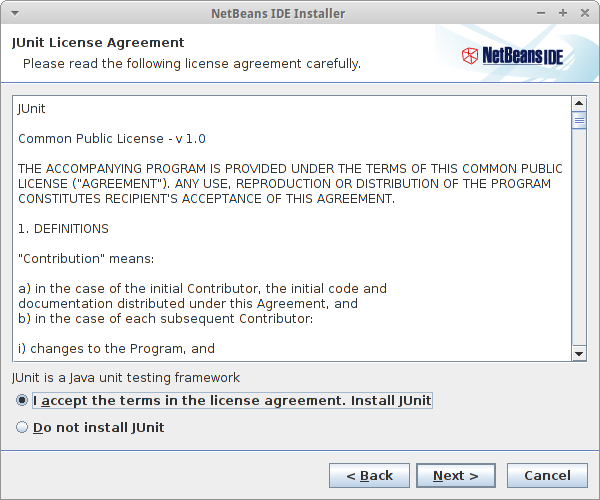 NetBeans IDE Installer
JUnit License Agreement
Please read the following license agreement carefully.
NetBeans IDE
JUnit
Common Public License - v 1.0
THE ACCOMPANYING PROGRAM IS PROVIDED UNDER THE TERMS OF THIS COMMON PUBLIC
LICENSE ("AGREEMENT"). ANY USE, REPRODUCTION OR DISTRIBUTION OF THE PROGRAM
CONSTITUTES RECIPIENT'S ACCEPTANCE OF THIS AGREEMENT.
1. DEFINITIONS
"Contribution" means:
a) in the case of the initial Contributor, the initial code and
documentation distributed under this Agreement, and
b) in the case of each subsequent Contributor:
i) changes to the Program, and
JUnit is a Java unit testing framework
I accept the terms in the license agreement. Install JUnit
Do not install JUnit
< Back
Next >
Cancel